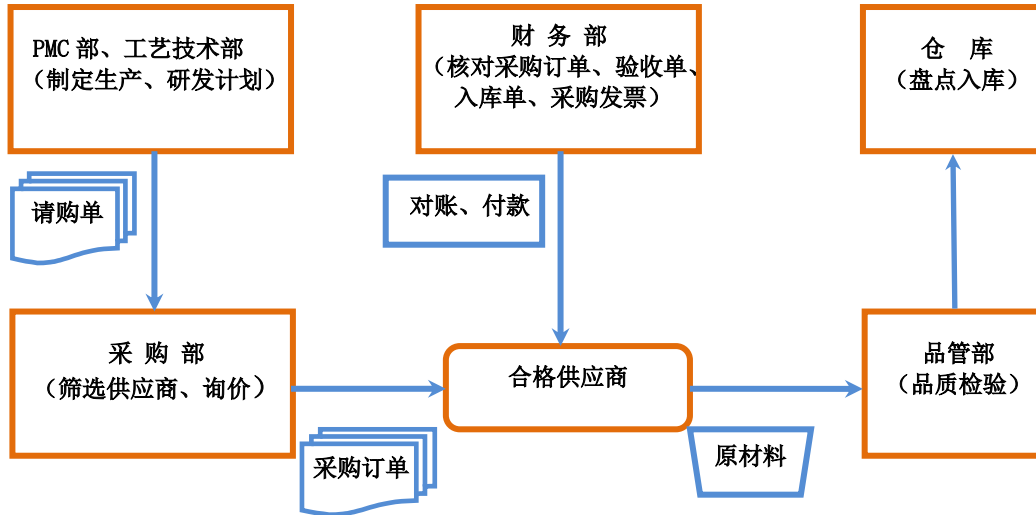 PMC 部、工艺技术部
（制定生产、研发计划）
财 务 部
（核对采购订单、验收单、
入库单、采购发票）
仓 库
（盘点入库）
请购单
对账、付款
采 购 部
（筛选供应商、询价）
合格供应商
品管部
（品质检验）
采购订单
原材料